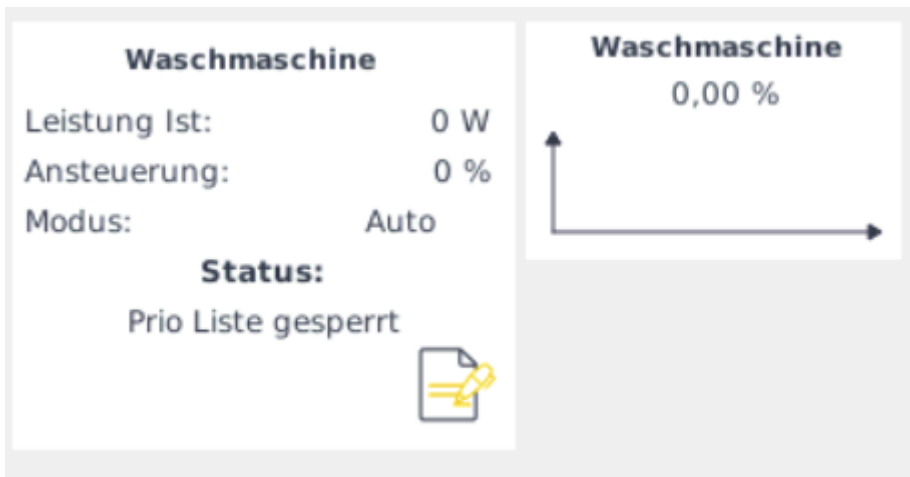 Waschmaschine
Leistung Ist: 0 W
Ansteuerung: 0 %
Modus: Auto
Status:
Prio Liste gesperrt
Waschmaschine
0,00 %